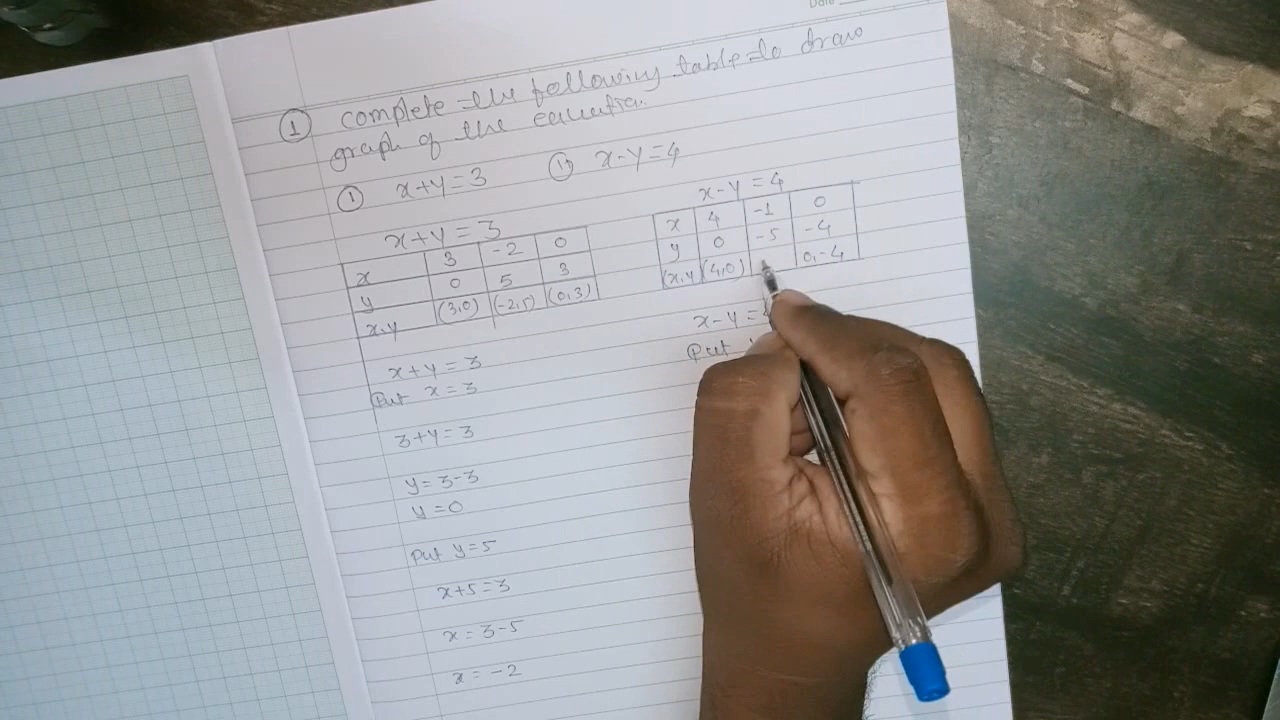 Date
① complete the following table to draw
graph of the equation.
① x+y=3 ⑪ x-y=4
x+y=3
x 3 -2 0
y 0 5 3
x,y (3,0) (-2,5) (0,3)
x-y=4
x 4 -1 0
y 0 -5 -4
(x,y) (4,0) 0,-4
x+y=3
Put x=3
3+y=3
y=3-3
y=0
Put y=5
x+5=3
x=3-5
x=-2
x-y=
Put